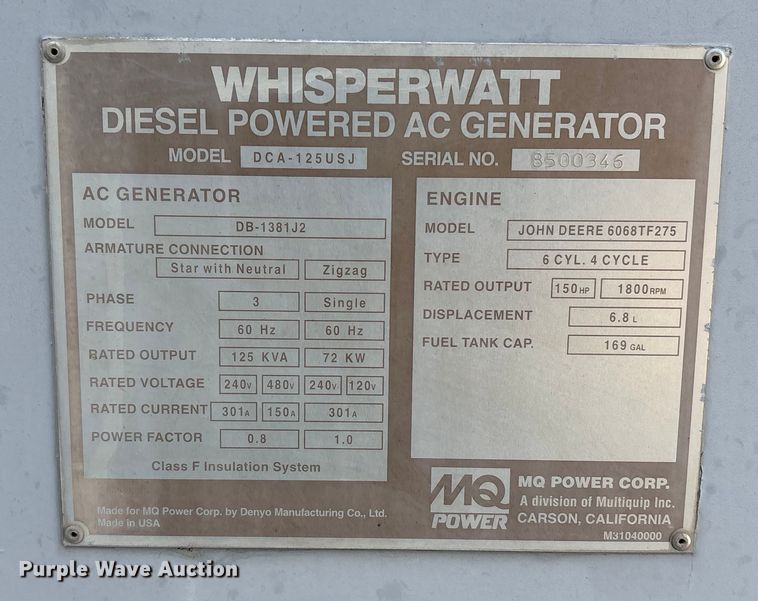 WHISPERWATT
DIESEL POWERED AC GENERATOR
MODEL DCA-125USJ SERIAL NO. 8500346
AC GENERATOR
MODEL DB-1381J2
ARMATURE CONNECTION
Star with Neutral Zigzag
PHASE 3 Single
FREQUENCY 60 Hz 60 Hz
RATED OUTPUT 125 KVA 72 KW
RATED VOLTAGE 240V 480V 240V 120V
RATED CURRENT 301A 150A 301A
POWER FACTOR 0.8 1.0
Class F Insulation System
ENGINE
MODEL JOHN DEERE 6068TF275
TYPE 6 CYL. 4 CYCLE
RATED OUTPUT 150HP 1800RPM
DISPLACEMENT 6.8L
FUEL TANK CAP. 169GAL
Made for MQ Power Corp. by Denyo Manufacturing Co., Ltd.
Made in USA
MQ
POWER
MQ POWER CORP.
A division of Multiquip Inc.
CARSON, CALIFORNIA
M31040000
Purple Wave Auction